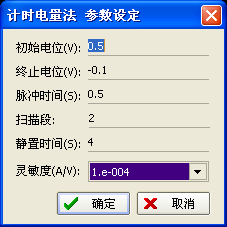 计时电量法 参数设定
初始电位(V): 0.5
终止电位(V): -0.1
脉冲时间(S): 0.5
扫描段: 2
静置时间(S): 4
灵敏度(A/V): 1.e-004
确定 取消